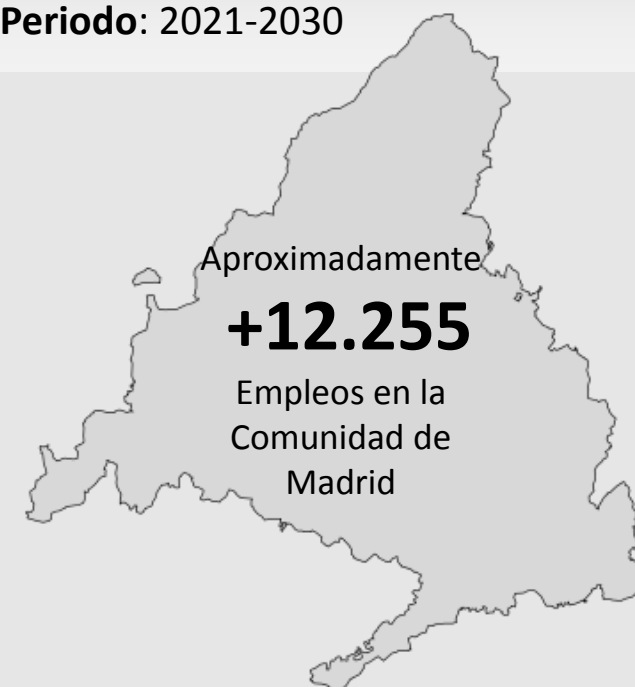 Periodo: 2021-2030
Aproximadamente
+12.255
Empleos en la
Comunidad de
Madrid